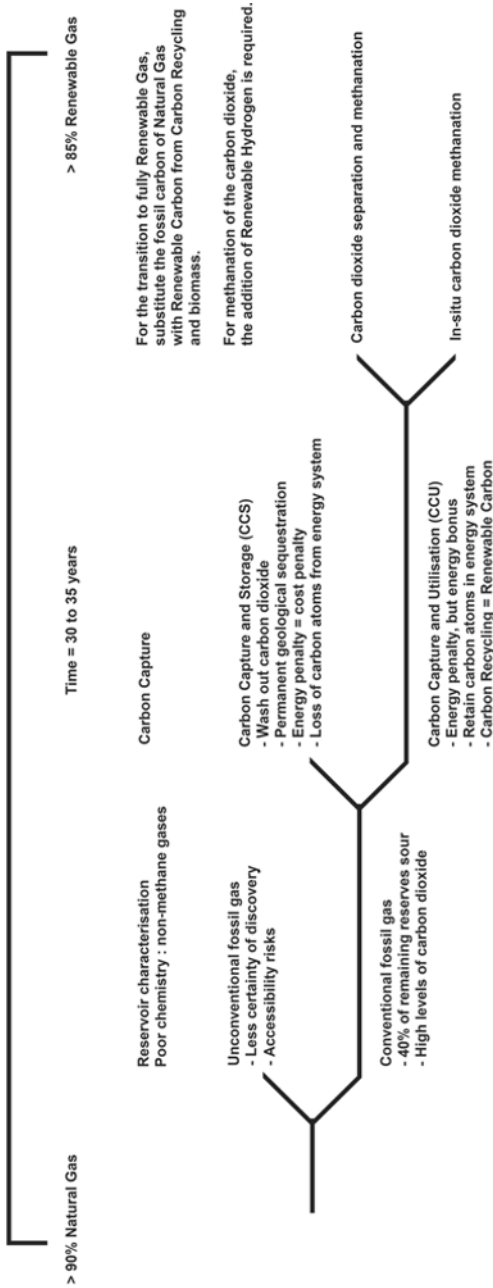 > 90% Natural Gas
Time = 30 to 35 years
> 85% Renewable Gas
Reservoir characterisation
Poor chemistry : non-methane gases
Unconventional fossil gas
- Less certainty of discovery
- Accessibility risks
Conventional fossil gas
- 40% of remaining reserves sour
- High levels of carbon dioxide
Carbon Capture
Carbon Capture and Storage (CCS)
- Wash out carbon dioxide
- Permanent geological sequestration
- Energy penalty = cost penalty
- Loss of carbon atoms from energy system
Carbon Capture and Utilisation (CCU)
- Energy penalty, but energy bonus
- Retain carbon atoms in energy system
- Carbon Recycling = Renewable Carbon
For the transition to fully Renewable Gas,
substitute the fossil carbon of Natural Gas
with Renewable Carbon from Carbon Recycling
and biomass.
For methanation of the carbon dioxide,
the addition of Renewable Hydrogen is required.
Carbon dioxide separation and methanation
In-situ carbon dioxide methanation